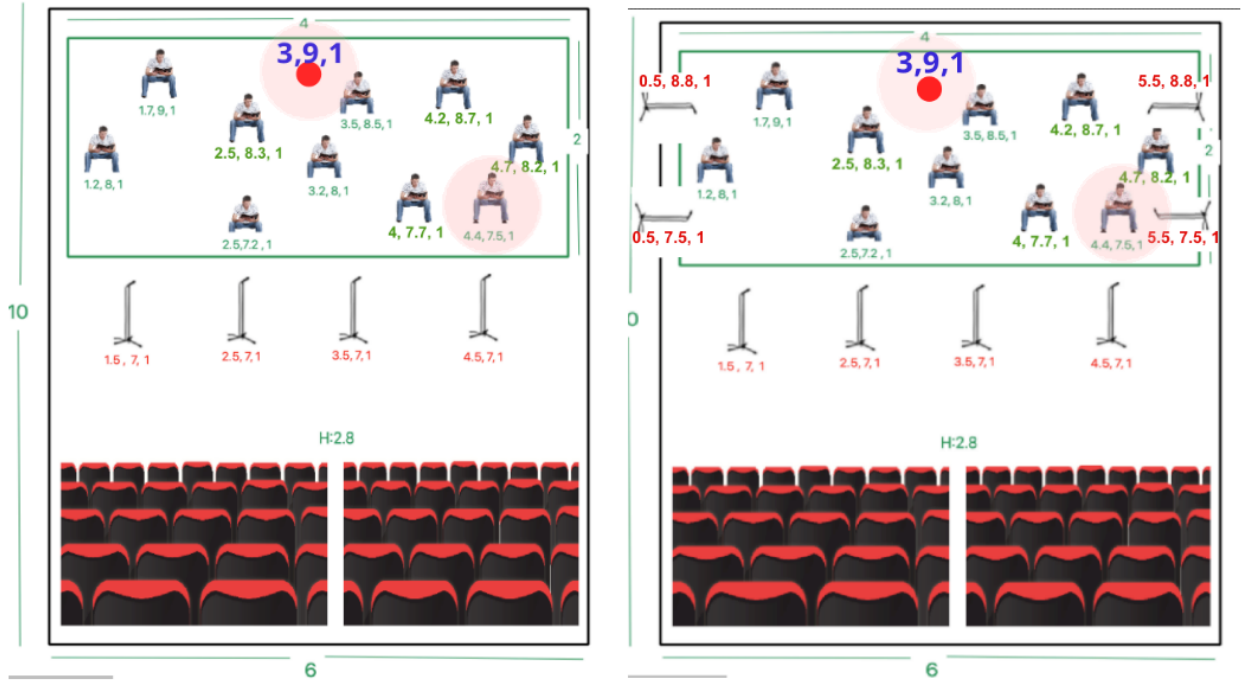 4
3,9,1
1.7, 9, 1
3.5, 8.5, 1
4.2, 8.7, 1
2.5, 8.3, 1
2
4.7, 8.2, 1
1.2, 8, 1
3.2, 8, 1
4, 7.7, 1
4.4, 7.5, 1
2.5,7.2 , 1
10
1.5 , 7, 1
2.5, 7, 1
3.5, 7, 1
4.5, 7, 1
H:2.8
6
4
3,9,1
0.5, 8.8, 1
5.5, 8.8, 1
1.7, 9, 1
3.5, 8.5, 1
4.2, 8.7, 1
2.5, 8.3, 1
2
4.7, 8.2, 1
1.2, 8, 1
3.2, 8, 1
0.5, 7.5, 1
4, 7.7, 1
4.4, 7.5, 1
5.5, 7.5, 1
2.5,7.2 , 1
0
1.5 , 7, 1
2.5, 7, 1
3.5, 7, 1
4.5, 7, 1
H:2.8
6